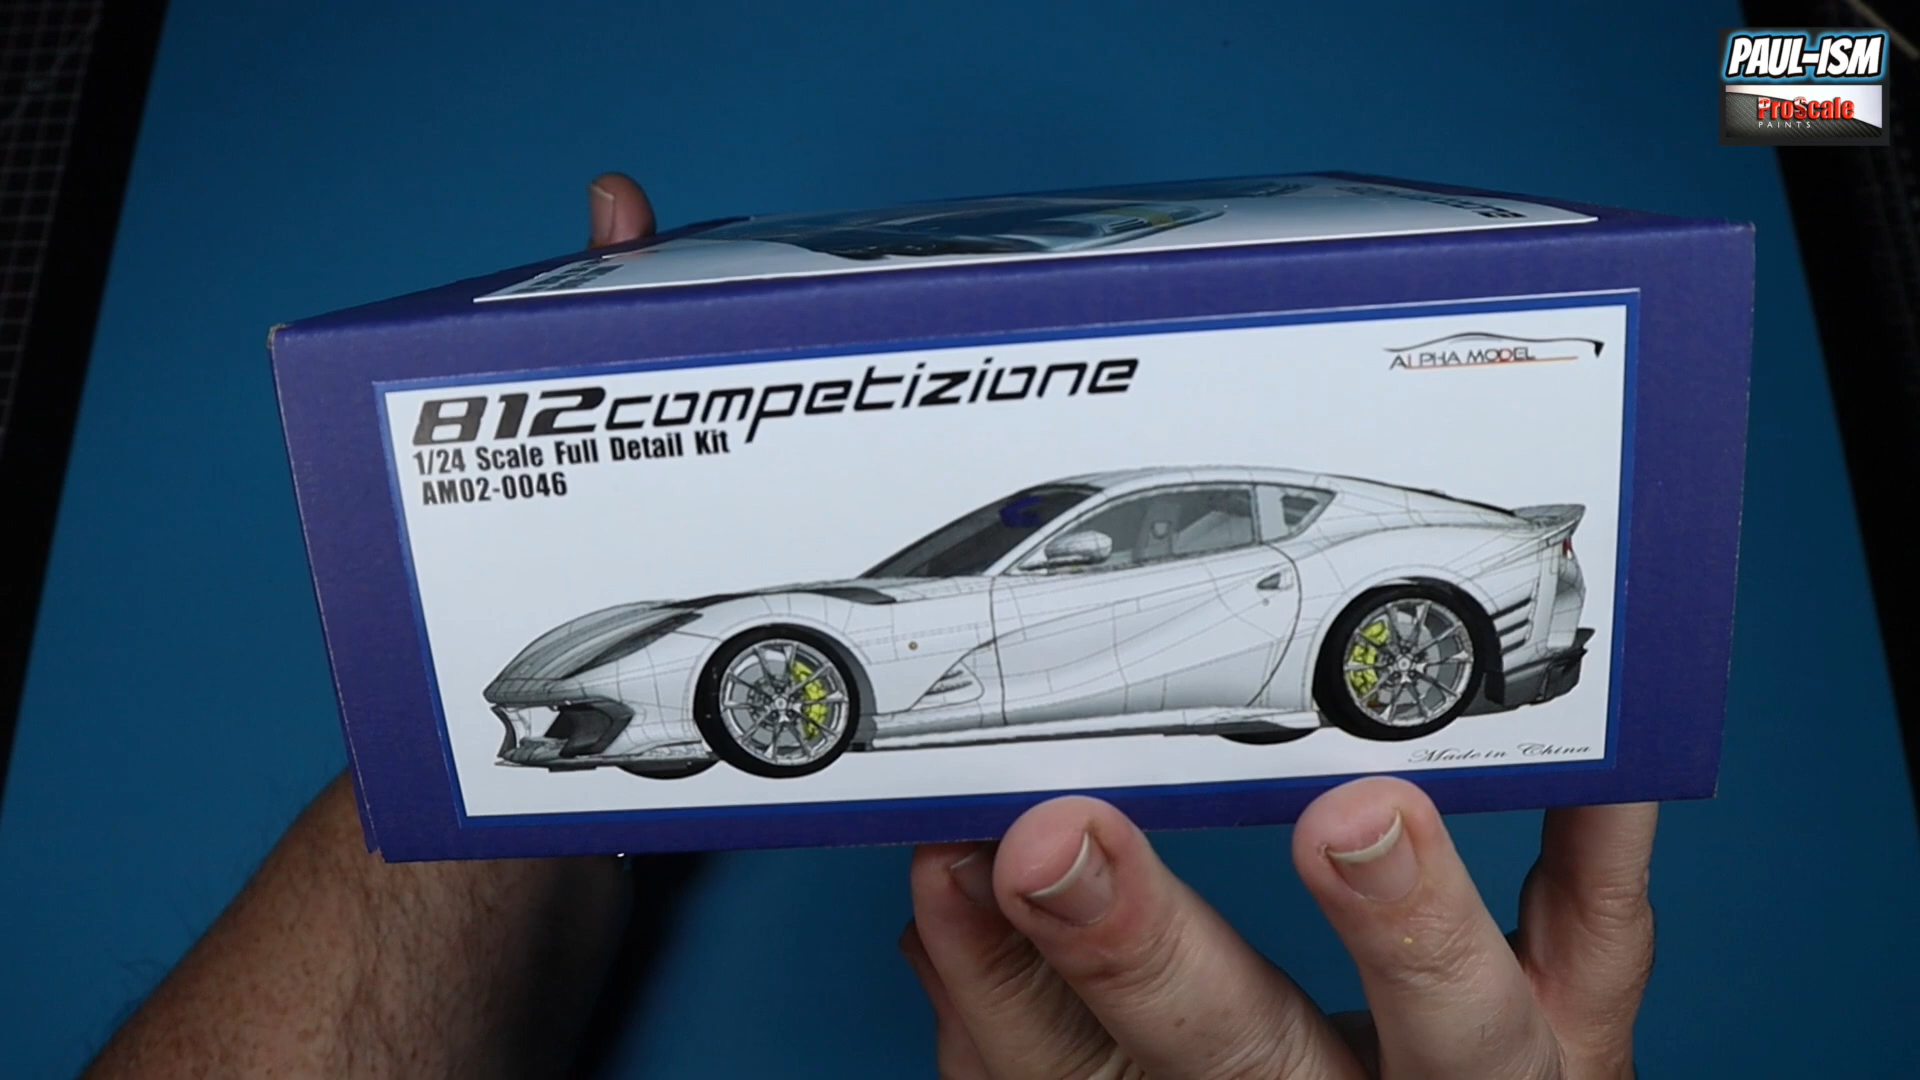 PAUL-ISM
ProScale
PAINTS
812competizione
1/24 Scale Full Detail Kit
AM02-0046
ALPHA MODEL
Made in China